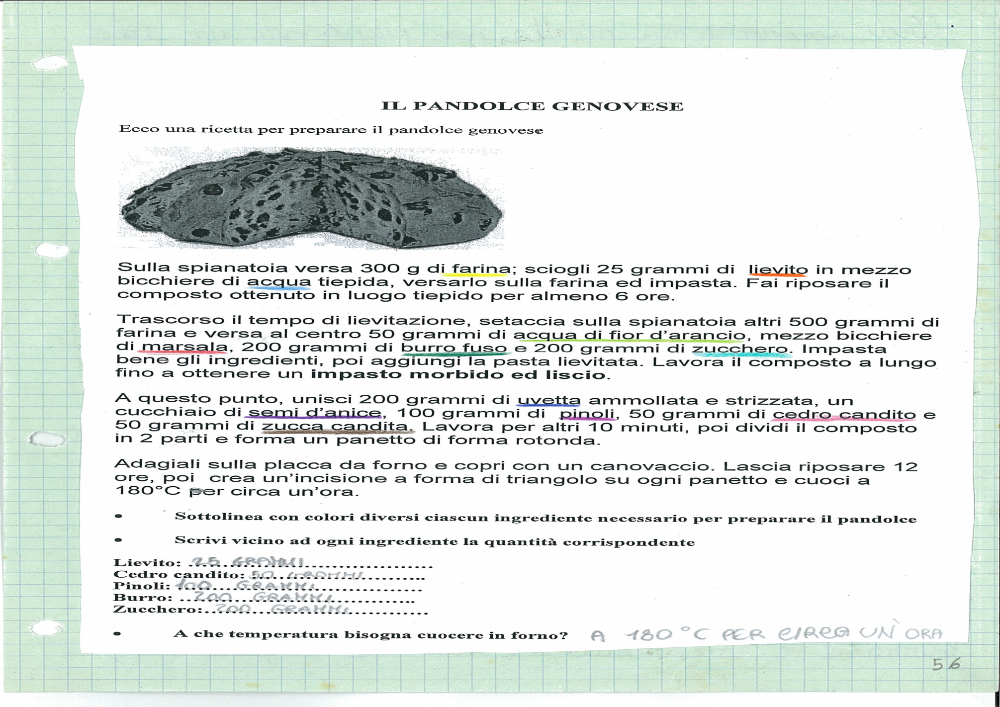 IL PANDOLCE GENOVESE
Ecco una ricetta per preparare il pandolce genovese
Sulla spianatoia versa 300 g di farina; sciogli 25 grammi di lievito in mezzo
bicchiere di acqua tiepida, versarlo sulla farina ed impasta. Fai riposare il
composto ottenuto in luogo tiepido per almeno 6 ore.
Trascorso il tempo di lievitazione, setaccia sulla spianatoia altri 500 grammi di
farina e versa al centro 50 grammi di acqua di fior d'arancio, mezzo bicchiere
di marsala, 200 grammi di burro fuso e 200 grammi di zucchero. Impasta
bene gli ingredienti, poi aggiungi la pasta lievitata. Lavora il composto a lungo
fino a ottenere un impasto morbido ed liscio.
A questo punto, unisci 200 grammi di uvetta ammollata e strizzata, un
cucchiaio di semi d'anice, 100 grammi di pinoli, 50 grammi di cedro candito e
50 grammi di zucca candita. Lavora per altri 10 minuti, poi dividi il composto
in 2 parti e forma un panetto di forma rotonda.
Adagiali sulla placca da forno e copri con un canovaccio. Lascia riposare 12
ore, poi crea un'incisione a forma di triangolo su ogni panetto e cuoci a
180°C per circa un'ora.
• Sottolinea con colori diversi ciascun ingrediente necessario per preparare il pandolce
• Scrivi vicino ad ogni ingrediente la quantità corrispondente
Lievito: 25 GRAMMI
Cedro candito: 50 GRAMMI
Pinoli: 100 GRAMMI
Burro: 200 GRAMMI
Zucchero: 200 GRAMMI
• A che temperatura bisogna cuocere in forno? A 180°C PER CIRCA UN'ORA
56